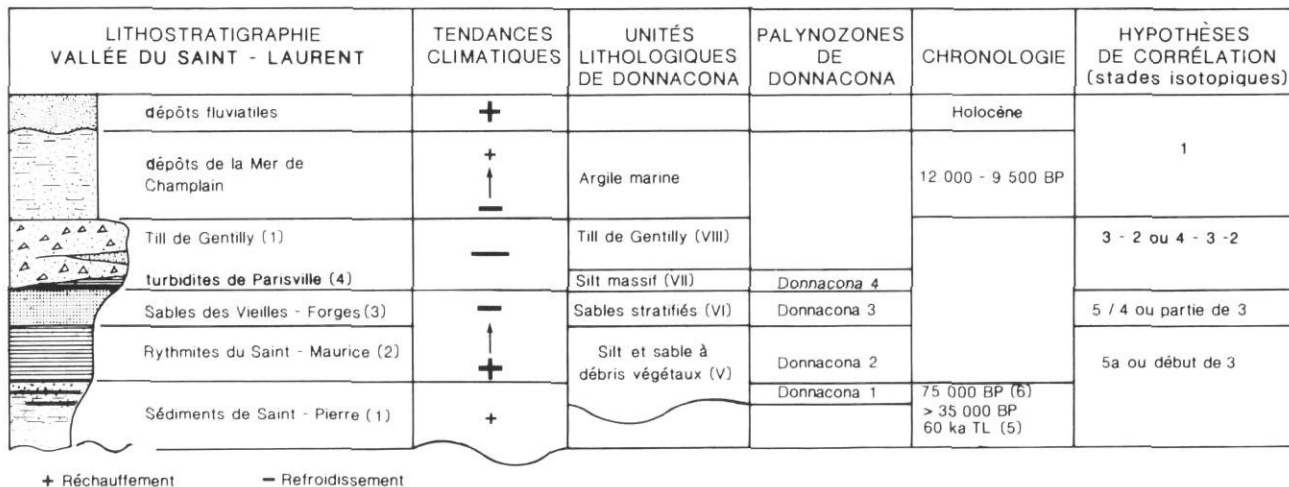 LITHOSTRATIGRAPHIE
VALLÉE DU SAINT - LAURENT
TENDANCES
CLIMATIQUES
UNITÉS
LITHOLOGIQUES
DE DONNACONA
PALYNOZONES
DE
DONNACONA
CHRONOLOGIE
HYPOTHÈSES
DE CORRÉLATION
(stades isotopiques)
dépôts fluviatiles
+
Holocène
dépôts de la Mer de
Champlain
+
−
Argile marine
12 000 - 9 500 BP
1
Till de Gentilly (1)
−
Till de Gentilly (VIII)
3 - 2 ou 4 - 3 -2
turbidites de Parisville (4)
Silt massif (VII)
Donnacona 4
Sables des Vieilles - Forges (3)
−
Sables stratifiés (VI)
Donnacona 3
5 / 4 ou partie de 3
Rythmites du Saint - Maurice (2)
+
Silt et sable à
débris végétaux (V)
Donnacona 2
5a ou début de 3
Donnacona 1
Sédiments de Saint - Pierre (1)
+
75 000 BP (6)
> 35 000 BP
60 ka TL (5)
+ Réchauffement
− Refroidissement